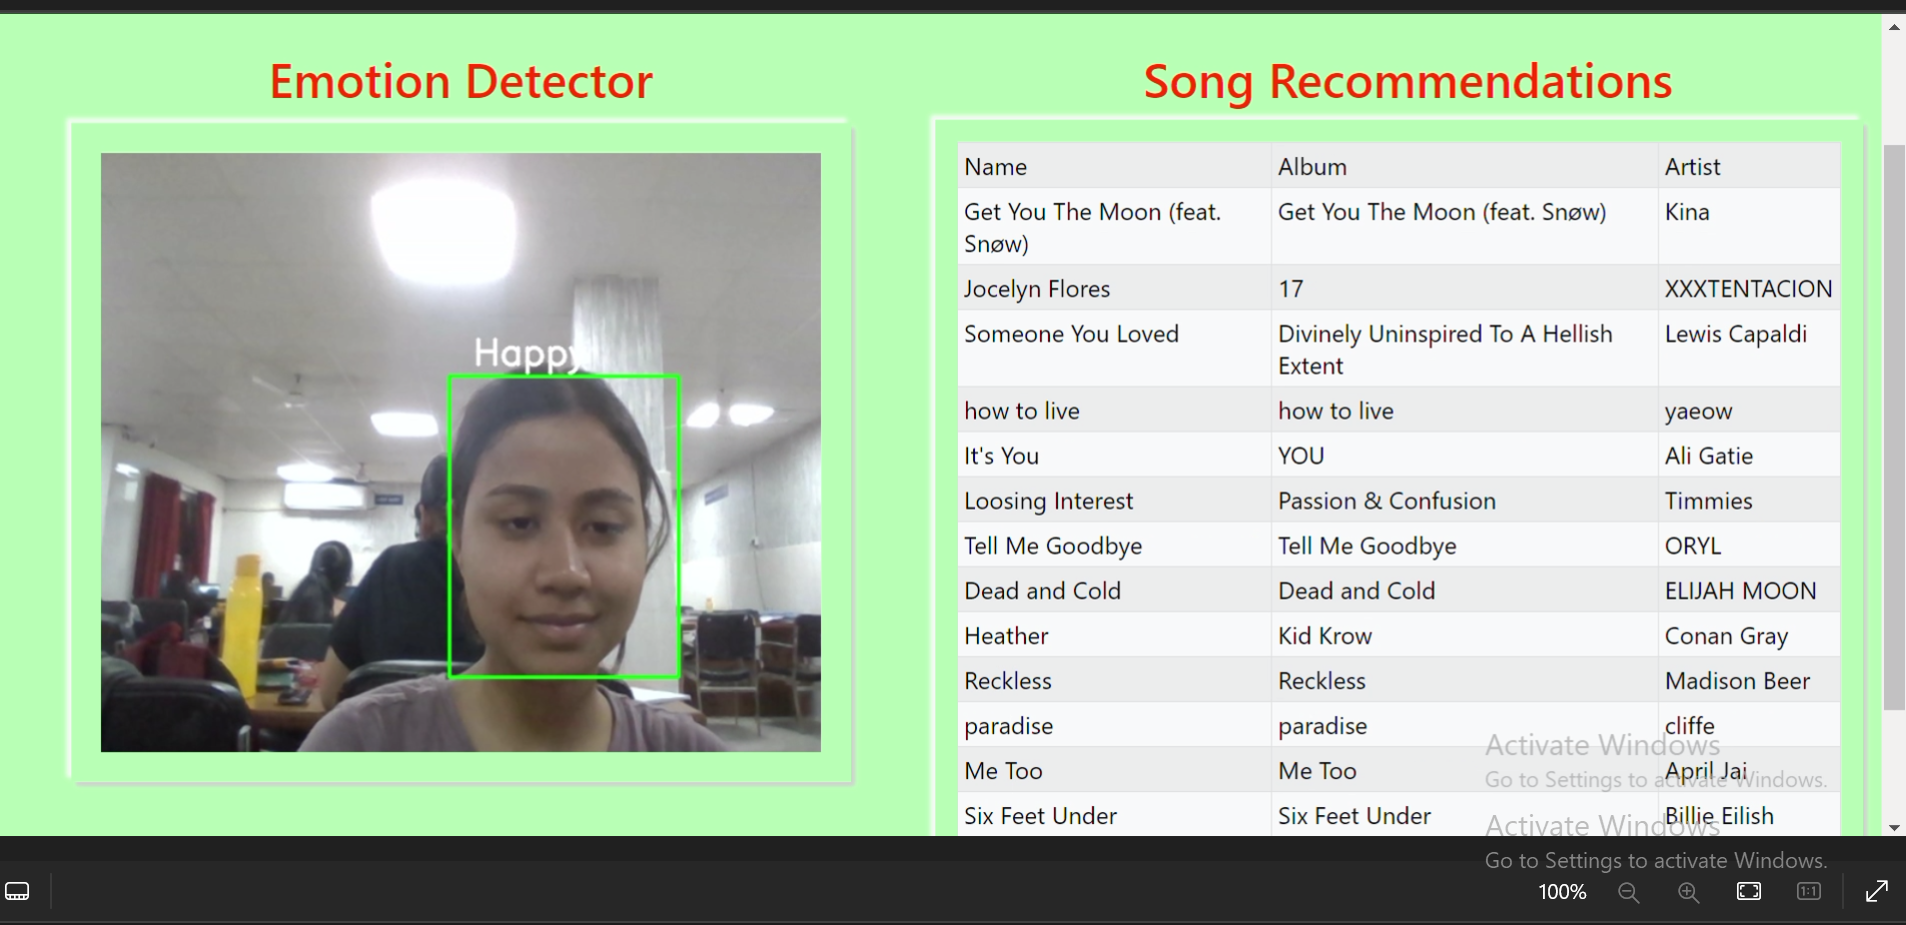 Emotion Detector
Song Recommendations
Happy
Name Album Artist
Get You The Moon (feat. Snøw) Get You The Moon (feat. Snøw) Kina
Jocelyn Flores 17 XXXTENTACION
Someone You Loved Divinely Uninspired To A Hellish Extent Lewis Capaldi
how to live how to live yaeow
It's You YOU Ali Gatie
Loosing Interest Passion & Confusion Timmies
Tell Me Goodbye Tell Me Goodbye ORYL
Dead and Cold Dead and Cold ELIJAH MOON
Heather Kid Krow Conan Gray
Reckless Reckless Madison Beer
paradise paradise cliffe
Me Too Me Too April Jai
Six Feet Under Six Feet Under Billie Eilish
Activate Windows
Go to Settings to activate Windows.
Activate Windows
Go to Settings to activate Windows.
100%
1:1